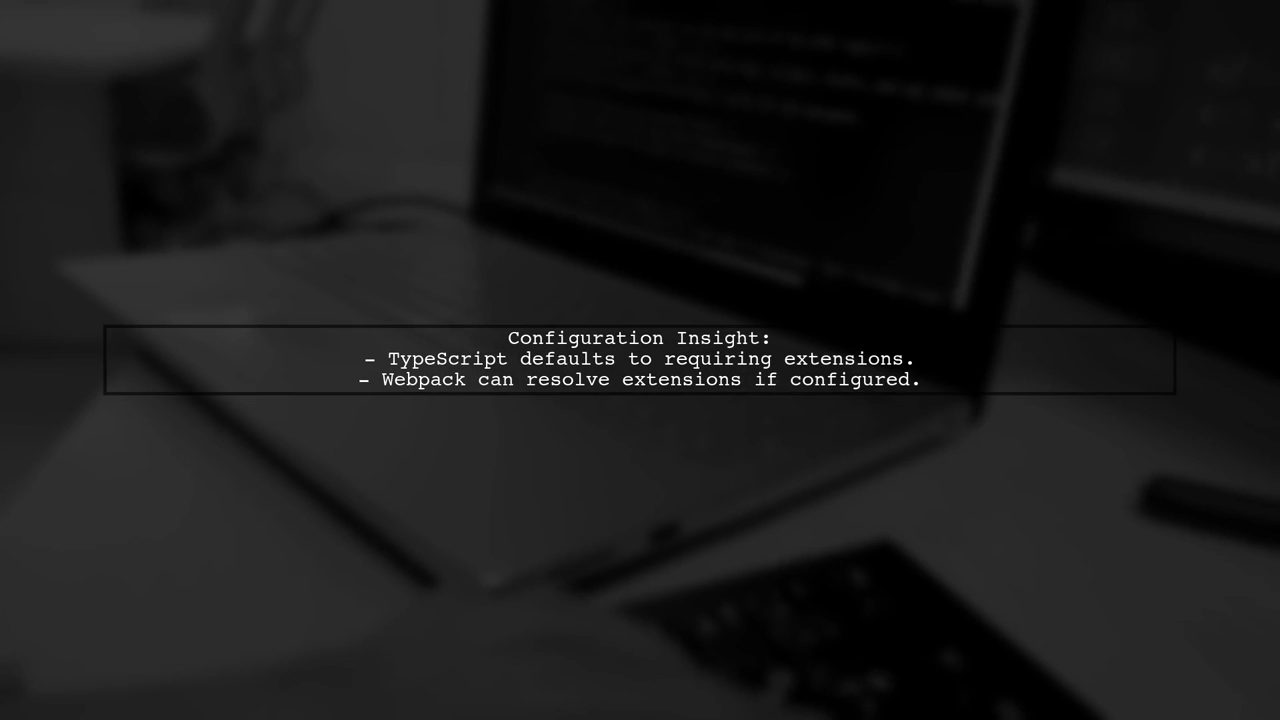 Configuration Insight:
– TypeScript defaults to requiring extensions.
– Webpack can resolve extensions if configured.